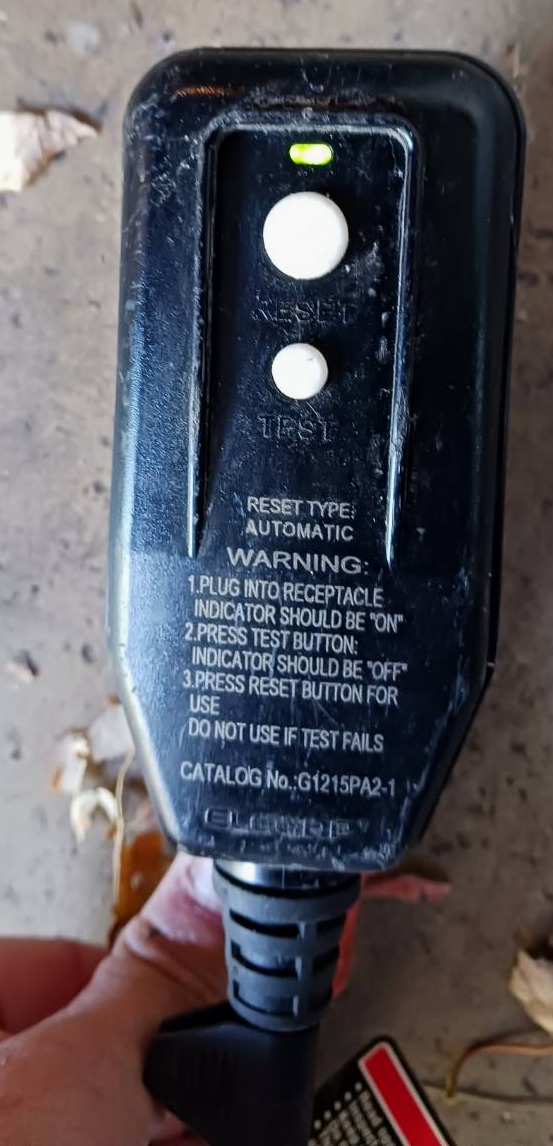 RESET
TEST
RESET TYPE:
AUTOMATIC
WARNING:
1.PLUG INTO RECEPTACLE
INDICATOR SHOULD BE "ON"
2.PRESS TEST BUTTON:
INDICATOR SHOULD BE "OFF"
3.PRESS RESET BUTTON FOR
USE
DO NOT USE IF TEST FAILS
CATALOG No.:G1215PA2-1